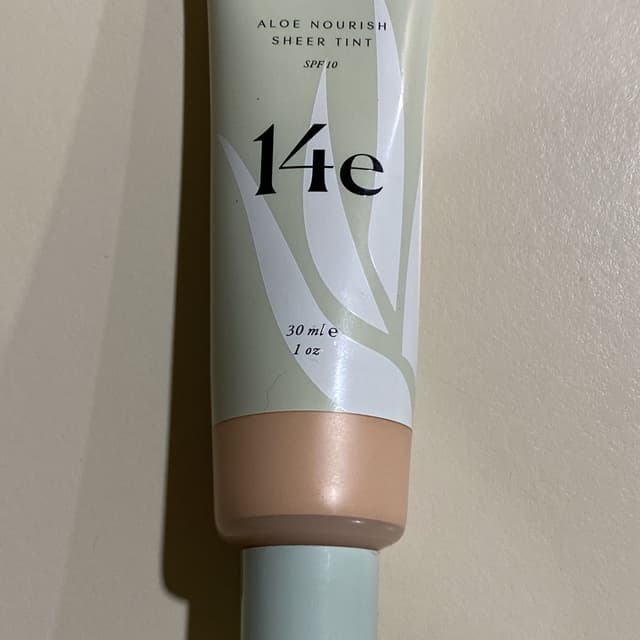 ALOE NOURISH
SHEER TINT
SPF 10
14e
30 ml e
1 oz